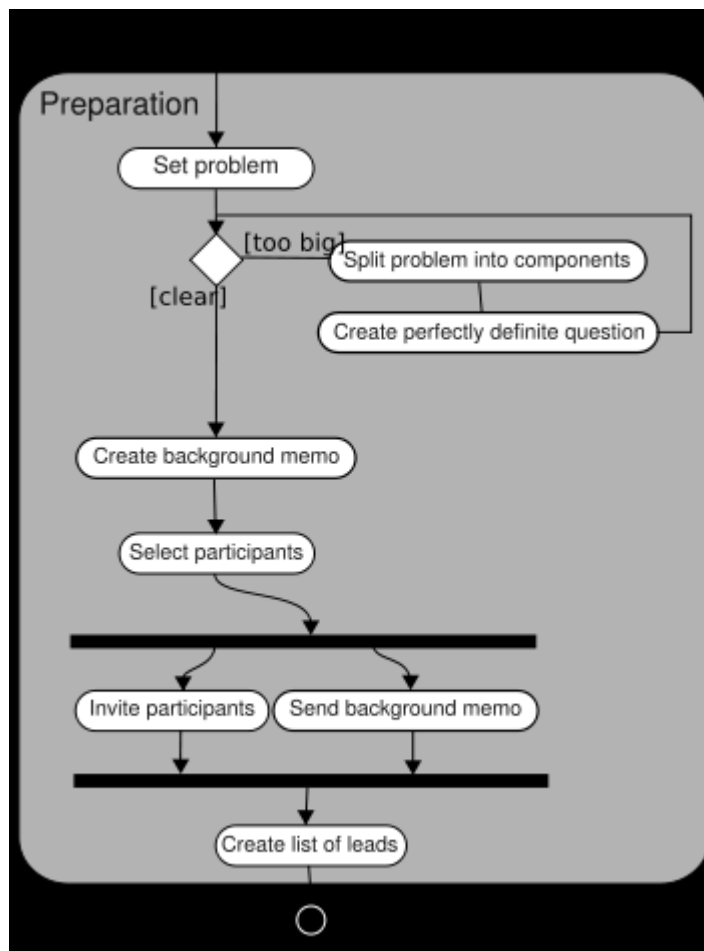 Preparation
Set problem
[too big]
Split problem into components
[clear]
Create perfectly definite question
Create background memo
Select participants
Invite participants
Send background memo
Create list of leads